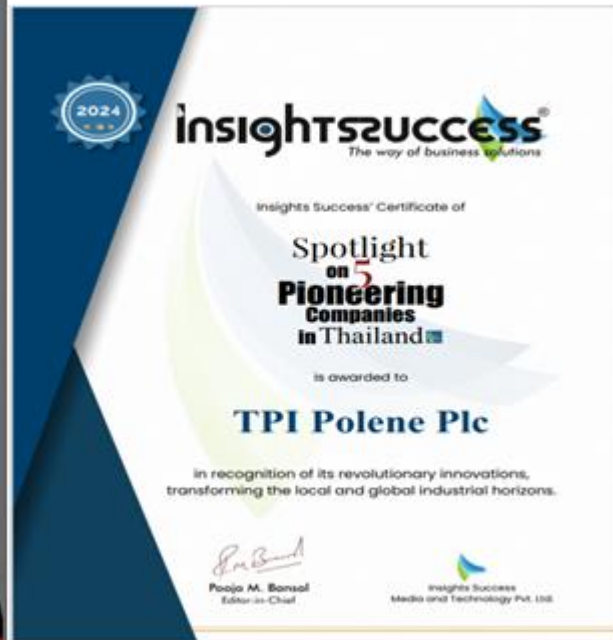 2024
InsightsSuccess®
The way of business solutions
Insights Success' Certificate of
Spotlight
on 5
Pioneering
Companies
in Thailand
is awarded to
TPI Polene Plc
in recognition of its revolutionary innovations,
transforming the local and global industrial horizons.
Pooja M. Bansal
Editor-in-Chief
Insights Success
Media and Technology Pvt. Ltd.